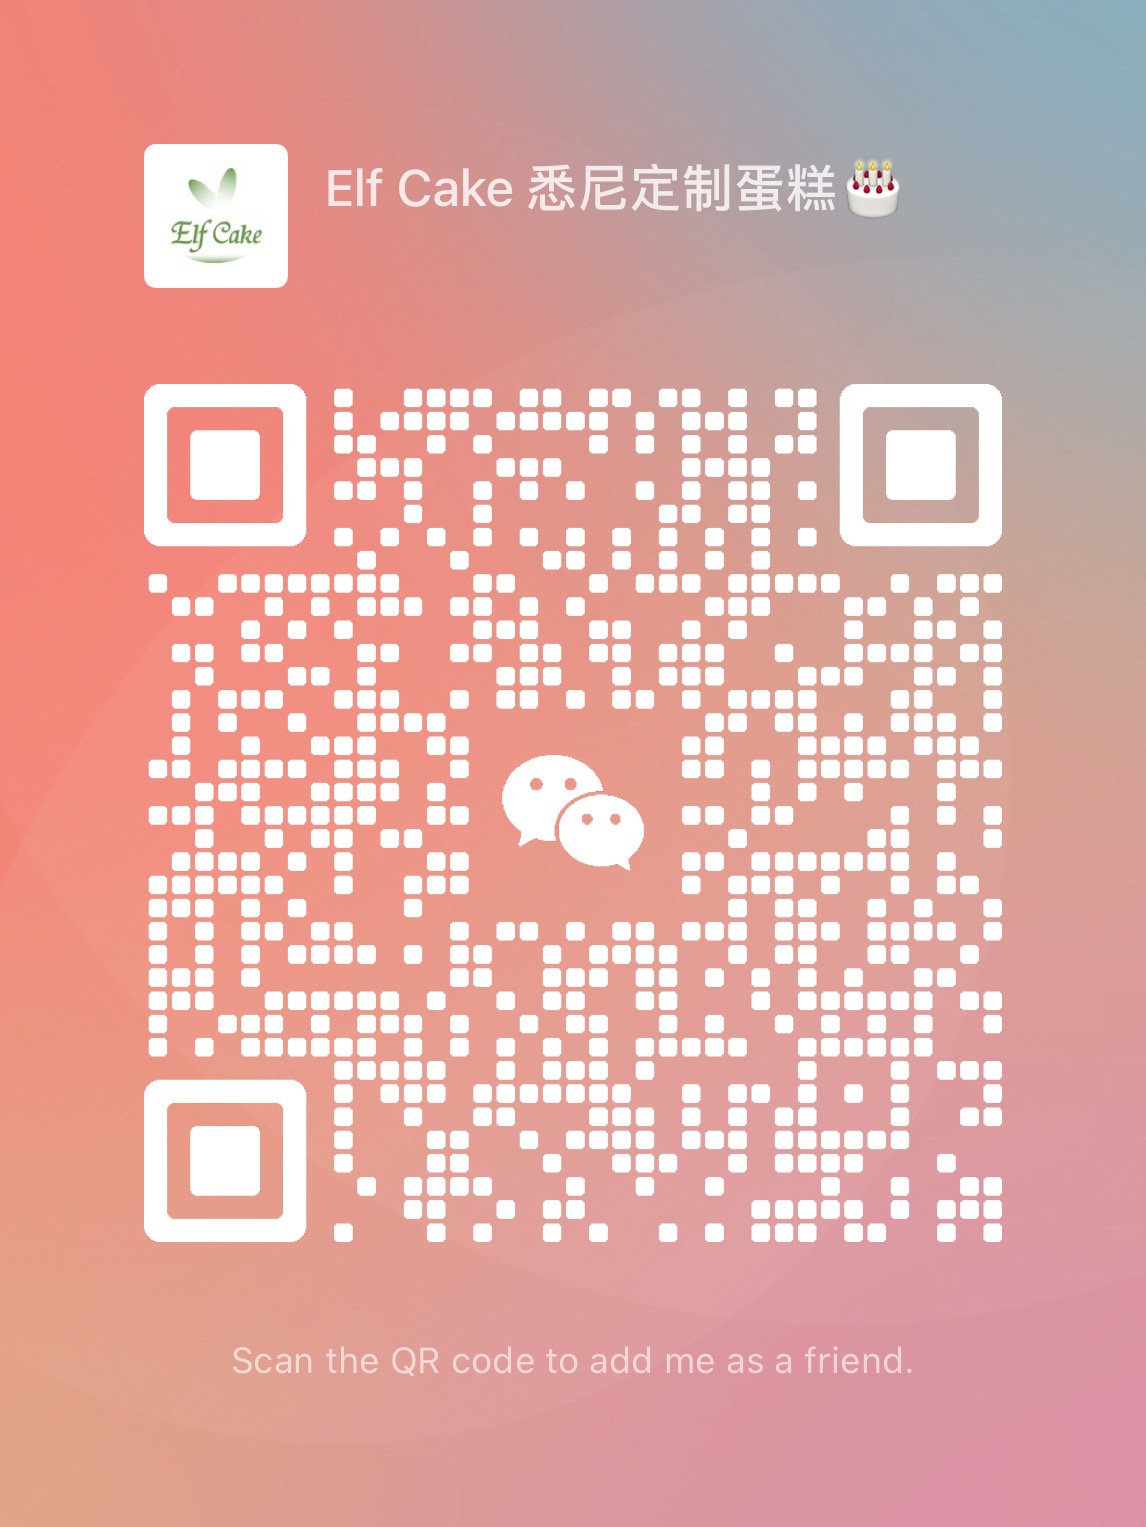 Elf Cake 悉尼定制蛋糕🎂
Elf Cake
Scan the QR code to add me as a friend.